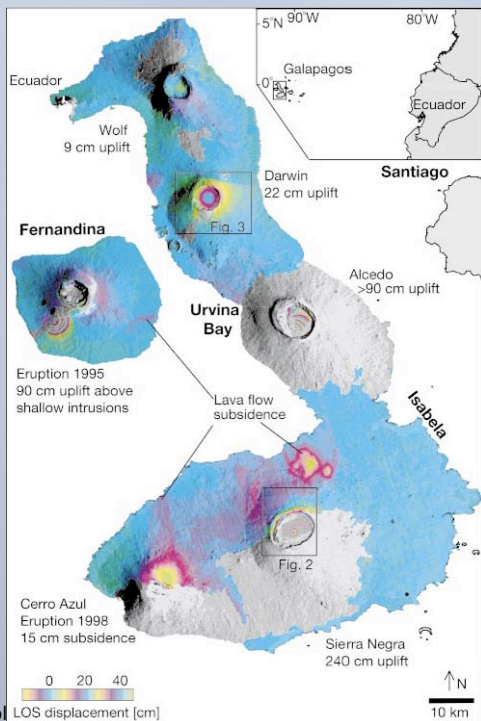 5°N
90°W
80°W
Galapagos
0°
Ecuador
Ecuador
Wolf
9 cm uplift
Santiago
Darwin
22 cm uplift
Fig. 3
Fernandina
Alcedo
>90 cm uplift
Urvina
Bay
Eruption 1995
90 cm uplift above
shallow intrusions
Lava flow
subsidence
Isabela
Fig. 2
Cerro Azul
Eruption 1998
15 cm subsidence
Sierra Negra
240 cm uplift
0 20 40
LOS displacement [cm]
N
10 km